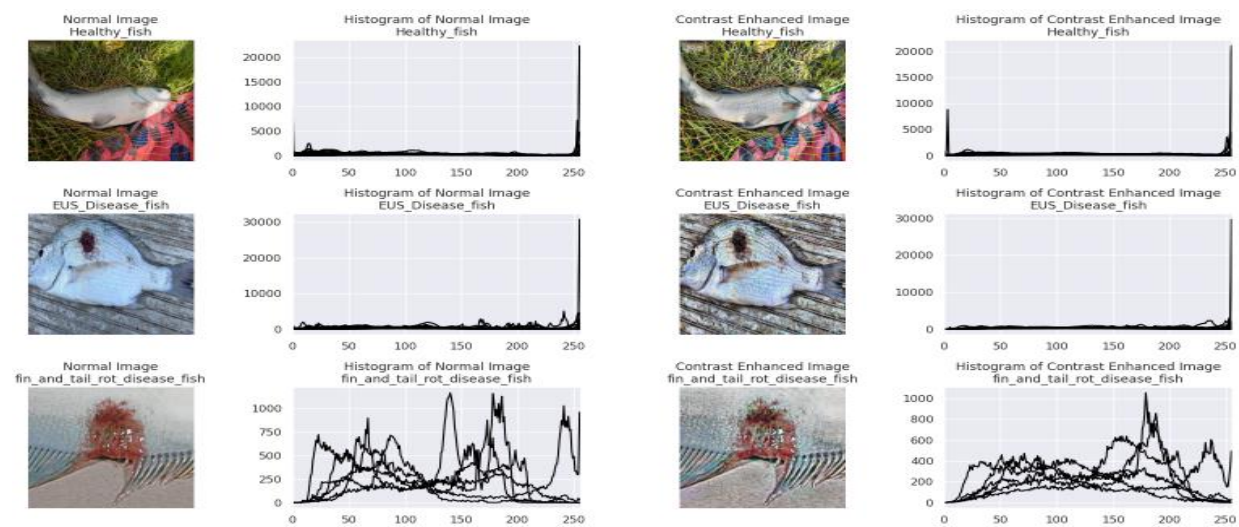 Normal Image
Healthy_fish
Histogram of Normal Image
Healthy_fish
20000
15000
10000
5000
0
0 50 100 150 200 250
Contrast Enhanced Image
Healthy_fish
Histogram of Contrast Enhanced Image
Healthy_fish
20000
15000
10000
5000
0
0 50 100 150 200 250
Normal Image
EUS_Disease_fish
Histogram of Normal Image
EUS_Disease_fish
30000
20000
10000
0
0 50 100 150 200 250
Contrast Enhanced Image
EUS_Disease_fish
Histogram of Contrast Enhanced Image
EUS_Disease_fish
30000
20000
10000
0
0 50 100 150 200 250
Normal Image
fin_and_tail_rot_disease_fish
Histogram of Normal Image
fin_and_tail_rot_disease_fish
1000
750
500
250
0
0 50 100 150 200 250
Contrast Enhanced Image
fin_and_tail_rot_disease_fish
Histogram of Contrast Enhanced Image
fin_and_tail_rot_disease_fish
1000
800
600
400
200
0
0 50 100 150 200 250